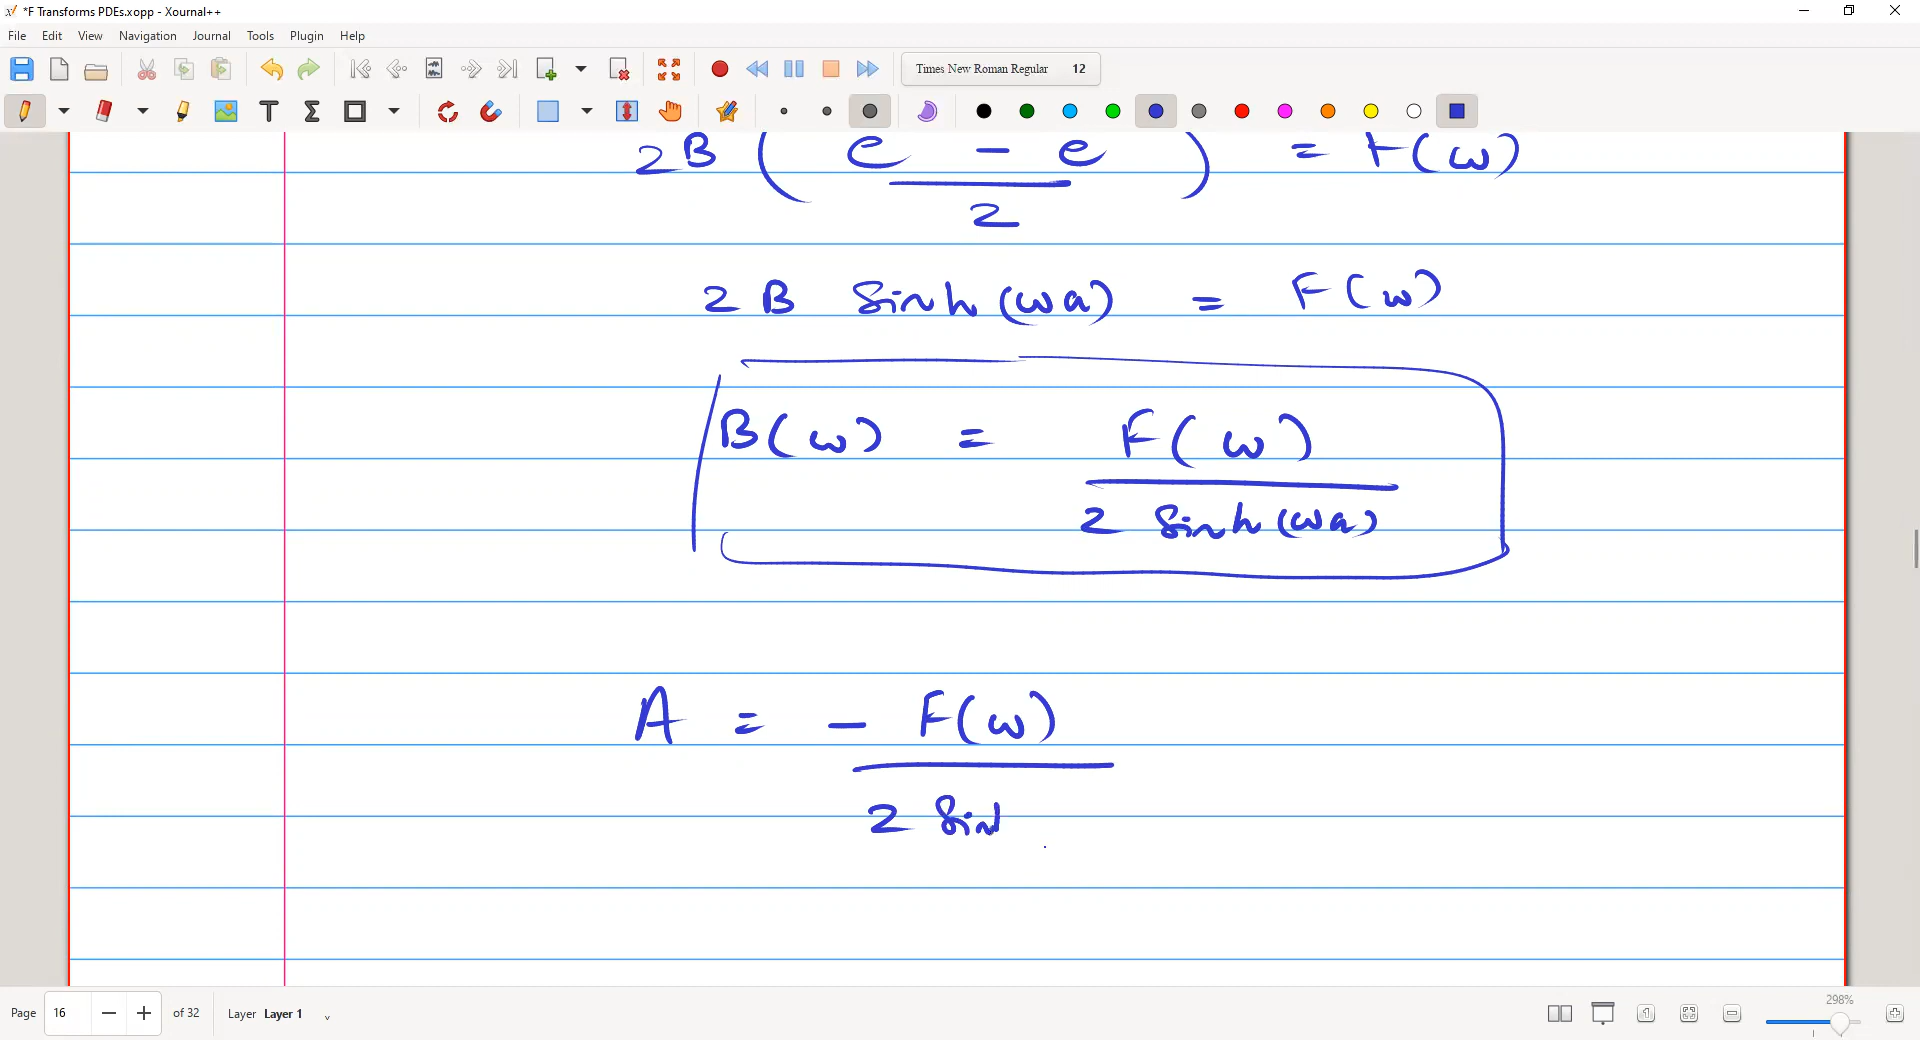 *F Transforms PDEs.xopp - Xournal++
File Edit View Navigation Journal Tools Plugin Help
Times New Roman Regular 12
2B ( e - e / 2 ) = F(ω)
2 B Sinh(ωa) = F(ω)
B(ω) = F(ω) / 2 Sinh(ωa)
A = - F(ω) / 2 Sinh
Page 16 of 32 Layer Layer 1 298%